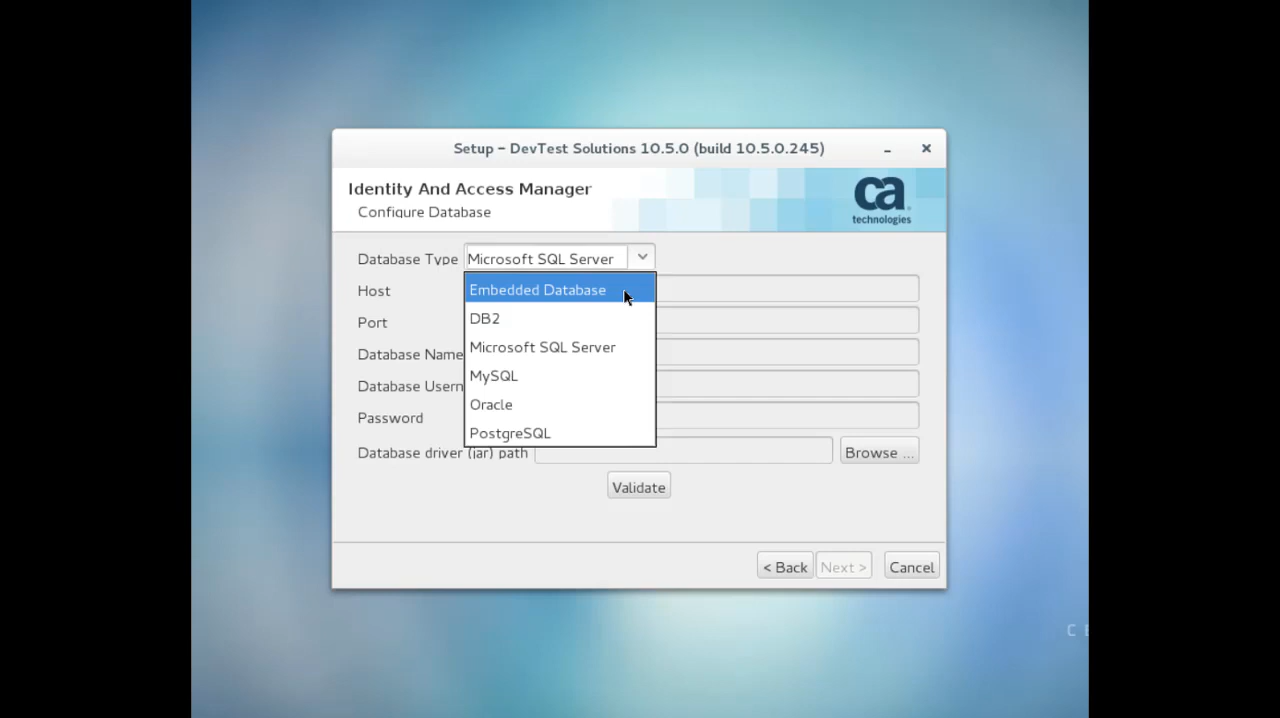 Setup – DevTest Solutions 10.5.0 (build 10.5.0.245)
Identity And Access Manager
Configure Database
ca
technologies
Database Type Microsoft SQL Server
Host
Embedded Database
Port
DB2
Microsoft SQL Server
Database Name
MySQL
Database Usern
Oracle
Password
PostgreSQL
Database driver (jar) path
Browse ...
Validate
< Back
Next >
Cancel
C E